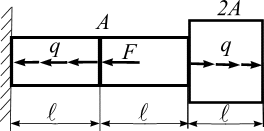 A 2A
q F q
ℓ ℓ ℓ